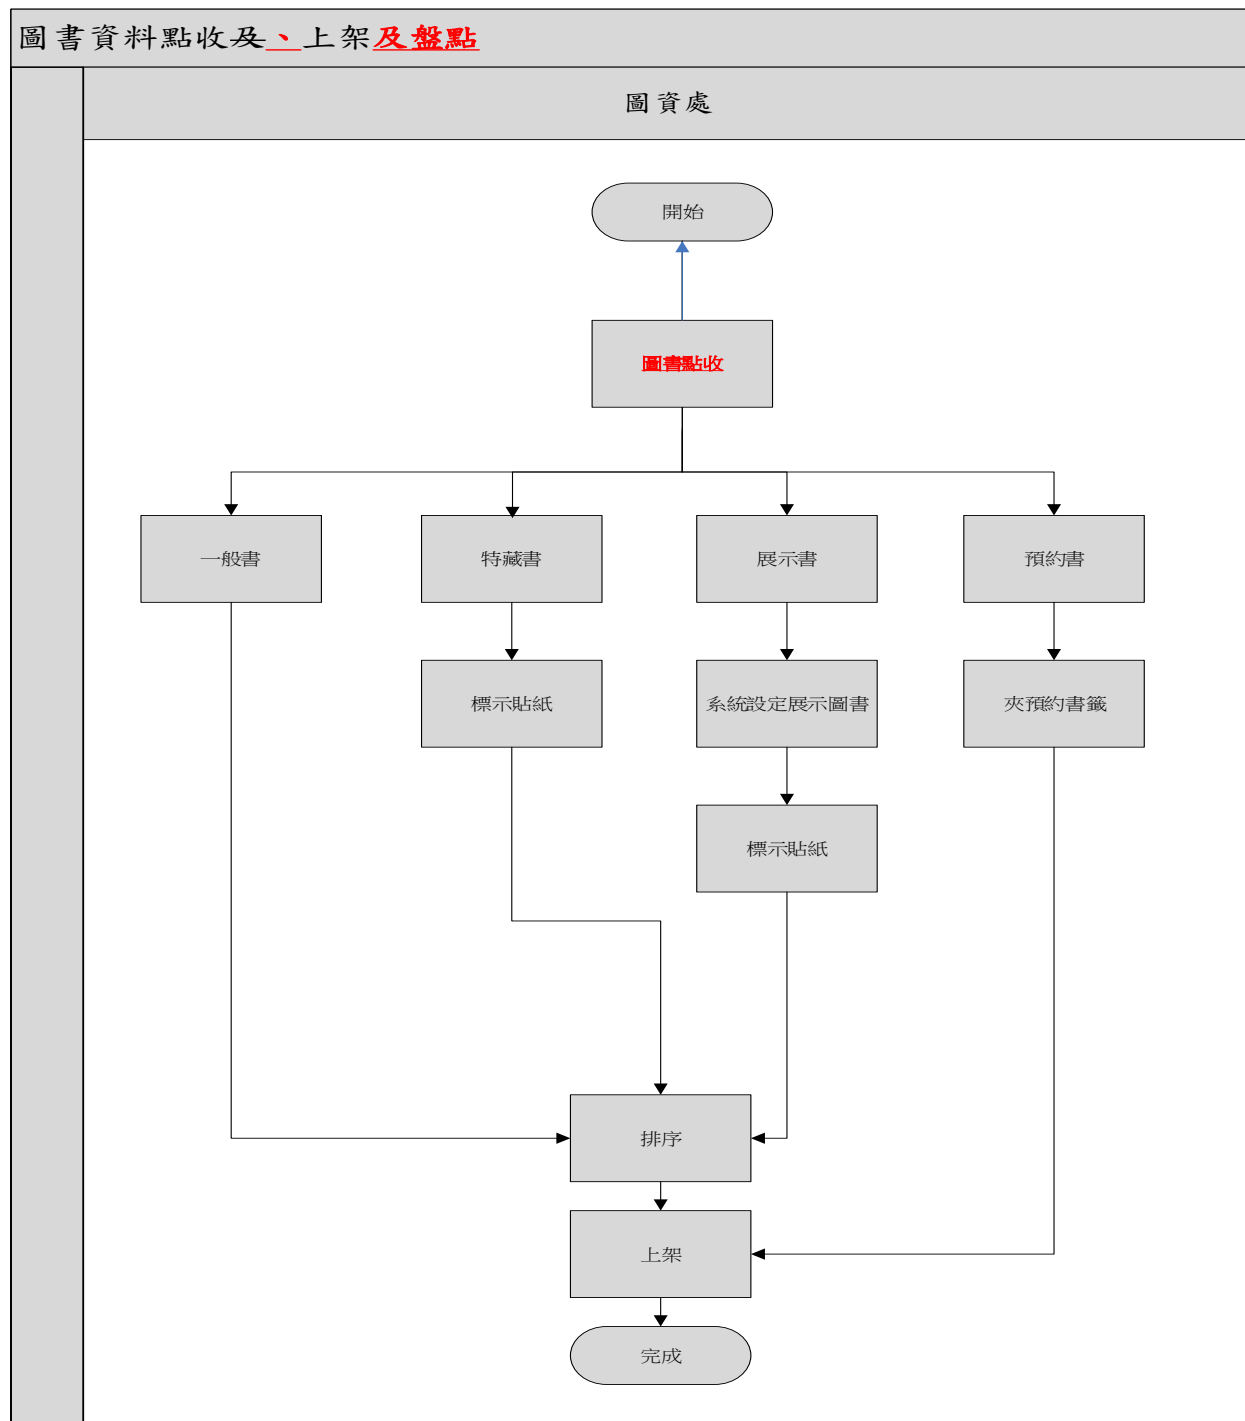 圖書資料點收及、上架及盤點
圖資處
開始
圖書點收
一般書
特藏書
展示書
預約書
標示貼紙
系統設定展示圖書
夾預約書籤
標示貼紙
排序
上架
完成